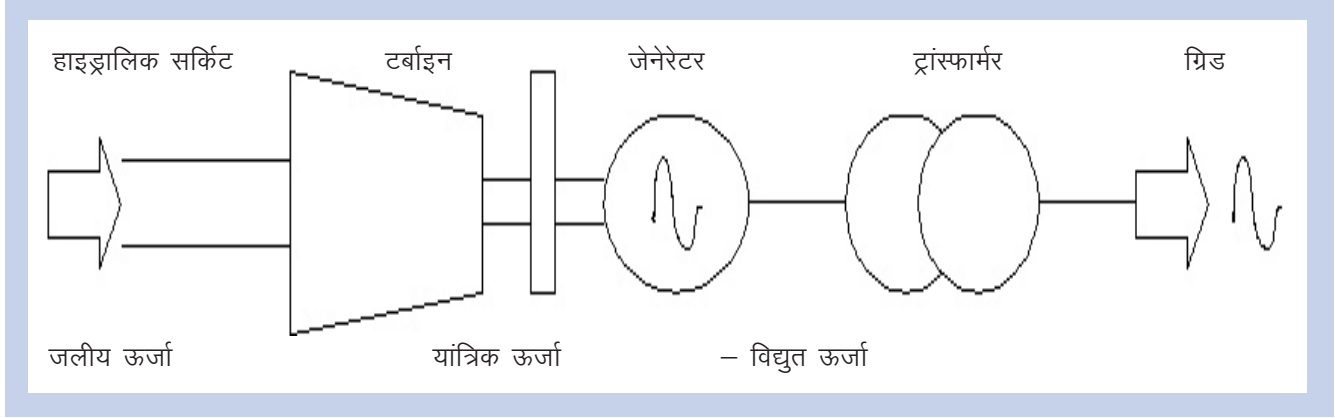 हाइड्रालिक सर्किट टर्बाइन जेनेरेटर ट्रांस्फार्मर ग्रिड
जलीय ऊर्जा यांत्रिक ऊर्जा – विद्युत ऊर्जा